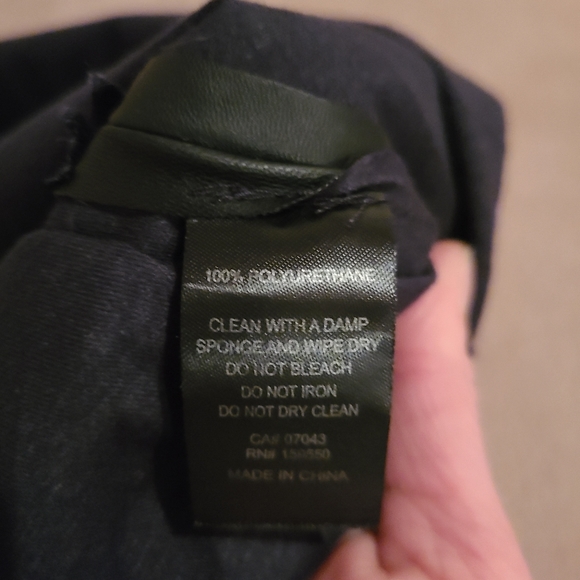 100% POLYURETHANE
CLEAN WITH A DAMP
SPONGE AND WIPE DRY
DO NOT BLEACH
DO NOT IRON
DO NOT DRY CLEAN
CA# 07043
RN#
MADE IN CHINA